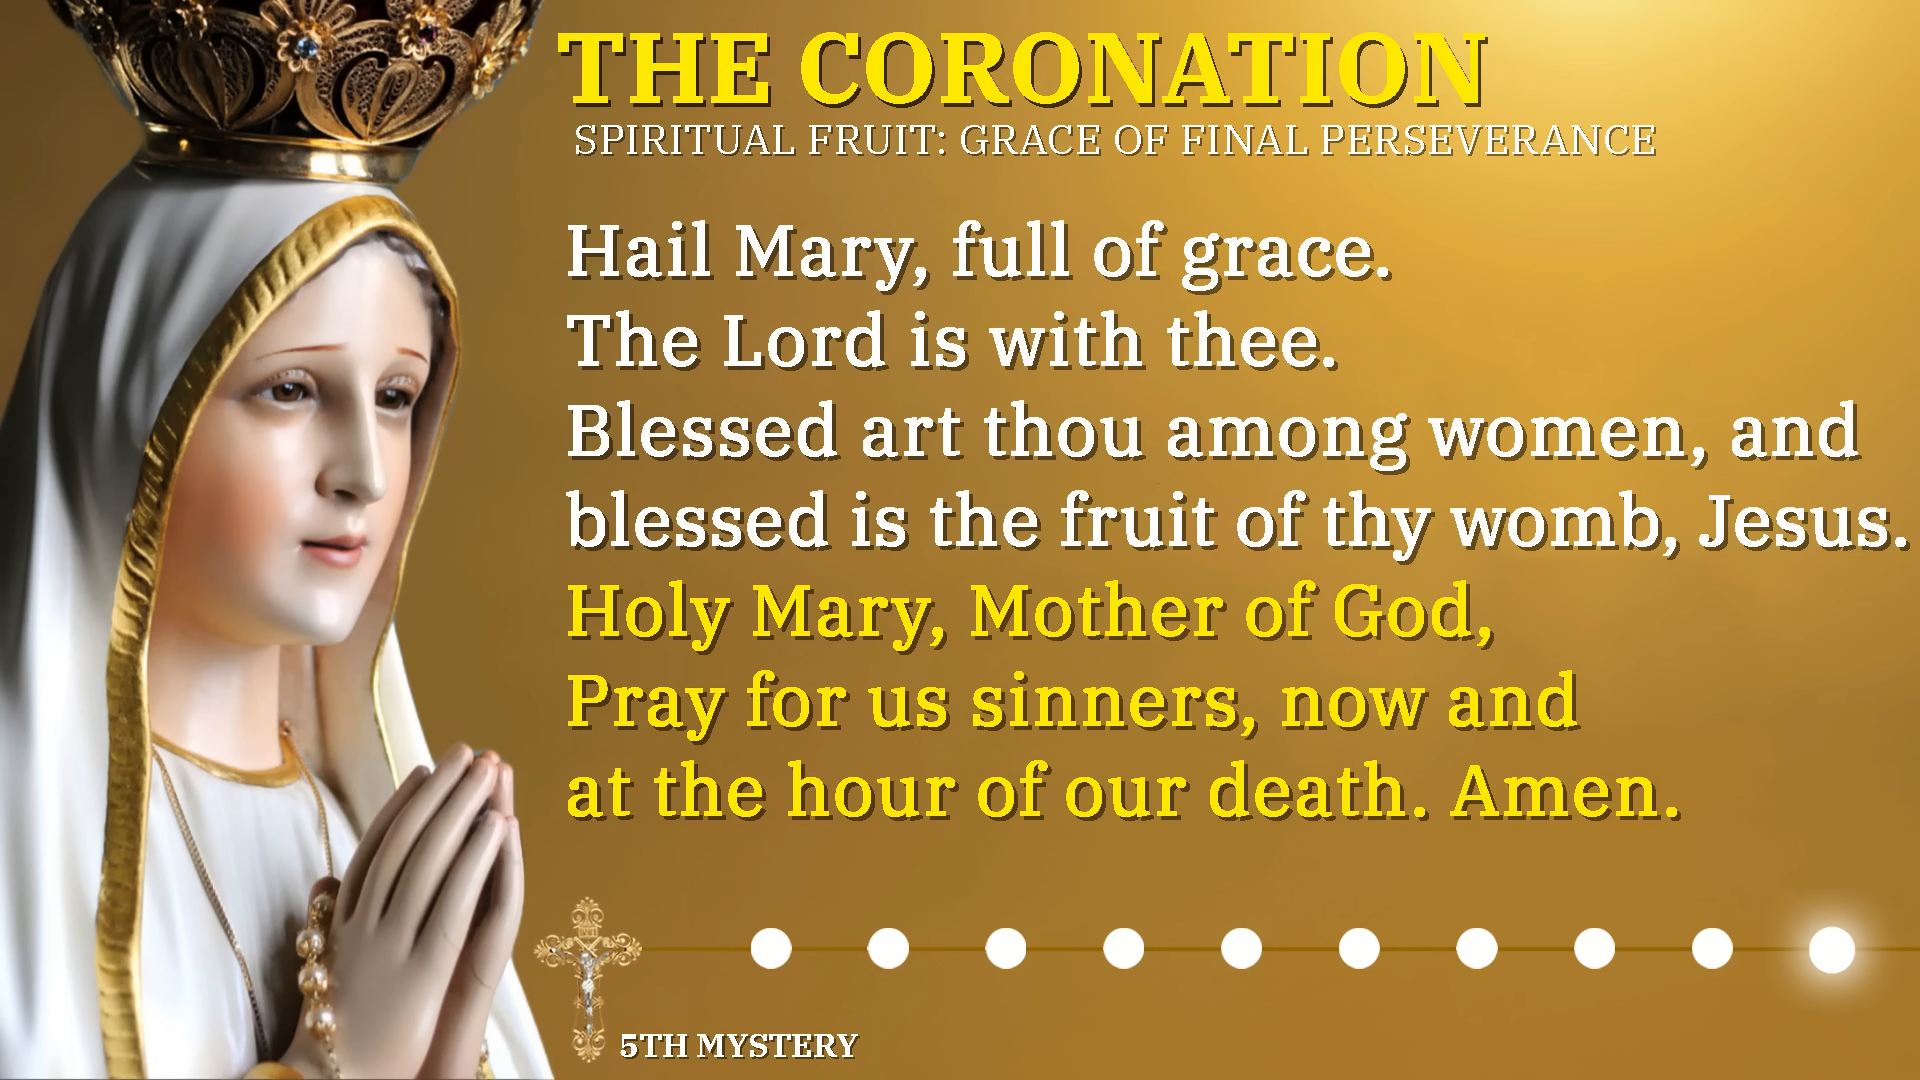 THE CORONATION
SPIRITUAL FRUIT: GRACE OF FINAL PERSEVERANCE
Hail Mary, full of grace.
The Lord is with thee.
Blessed art thou among women, and
blessed is the fruit of thy womb, Jesus.
Holy Mary, Mother of God,
Pray for us sinners, now and
at the hour of our death. Amen.
5TH MYSTERY